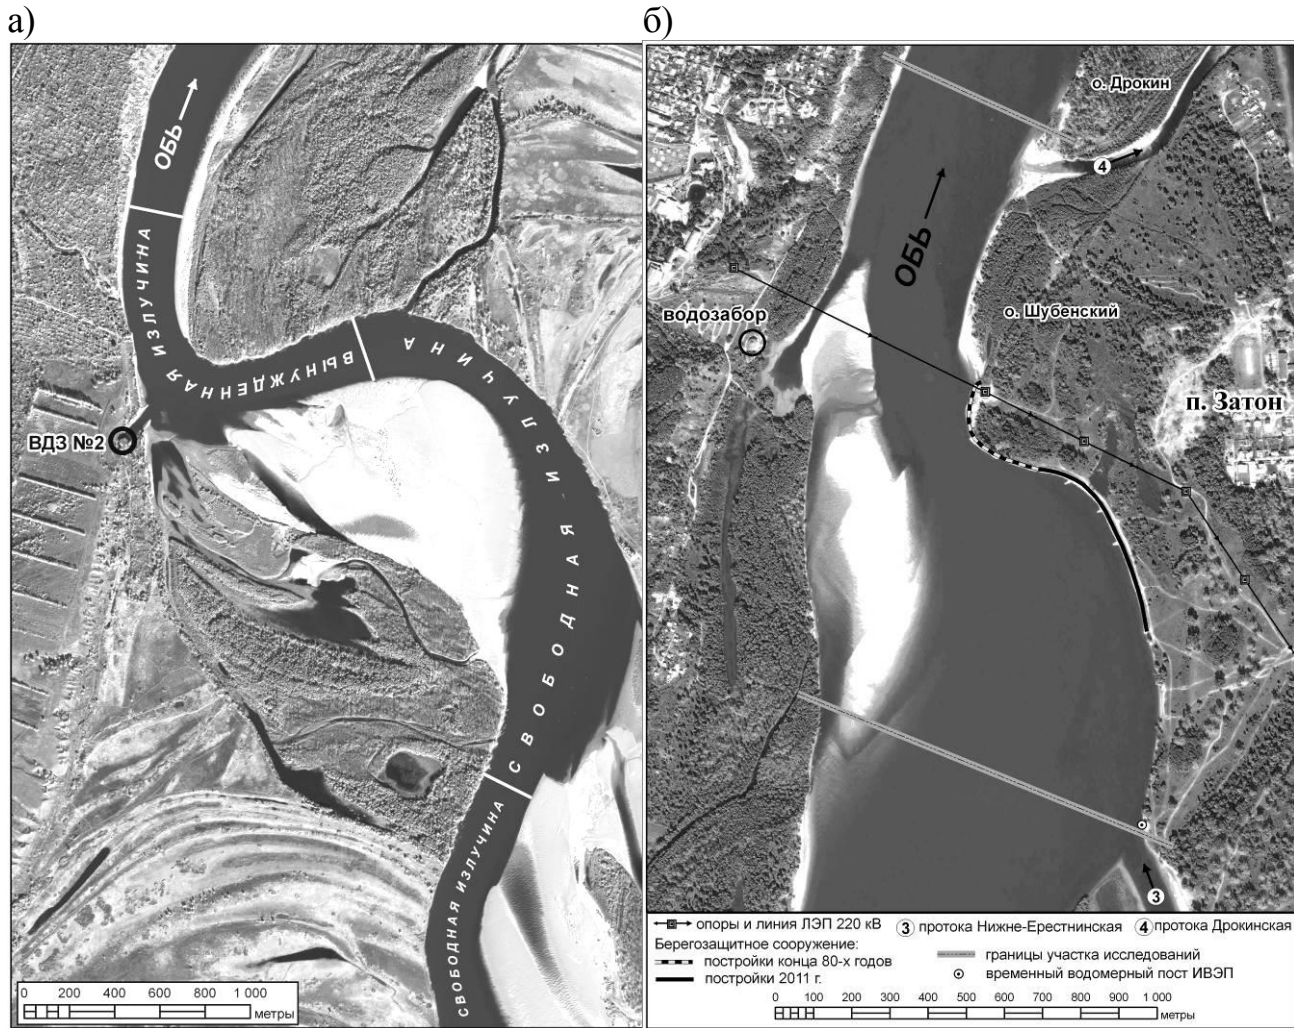 а)
ОБЬ
ВЫНУЖДЕННАЯ ИЗЛУЧИНА
ВДЗ №2
СВОБОДНАЯ ИЗЛУЧИНА
СВОБОДНАЯ ИЗЛУЧИНА
0 200 400 600 800 1 000
метры
б)
о. Дрокин
4
ОБЬ
водозабор
о. Шубенский
п. Затон
3
опоры и линия ЛЭП 220 кВ
3 протока Нижне-Ерестнинская
4 протока Дрокинская
Берегозащитное сооружение:
постройки конца 80-х годов
постройки 2011 г.
границы участка исследований
временный водомерный пост ИВЭП
0 100 200 300 400 500 600 700 800 900 1 000
метры